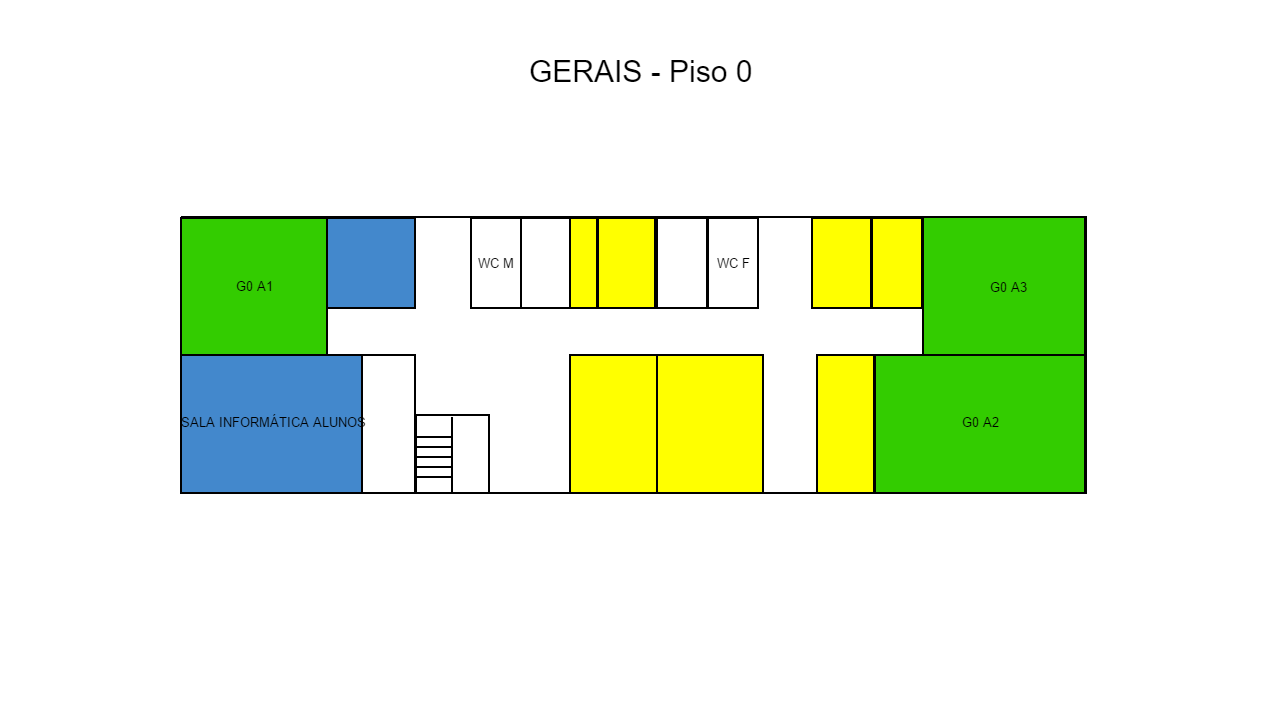 GERAIS - Piso 0
WC M
WC F
G0 A1
G0 A3
SALA INFORMÁTICA ALUNOS
G0 A2